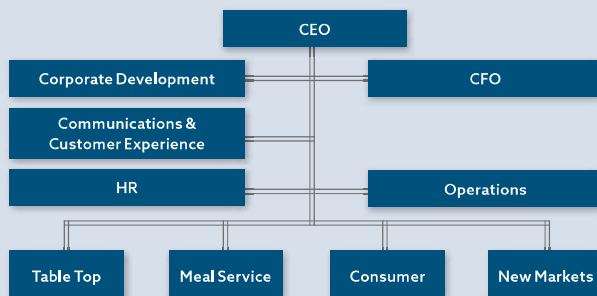 CEO
Corporate Development
CFO
Communications &
Customer Experience
HR
Operations
Table Top
Meal Service
Consumer
New Markets